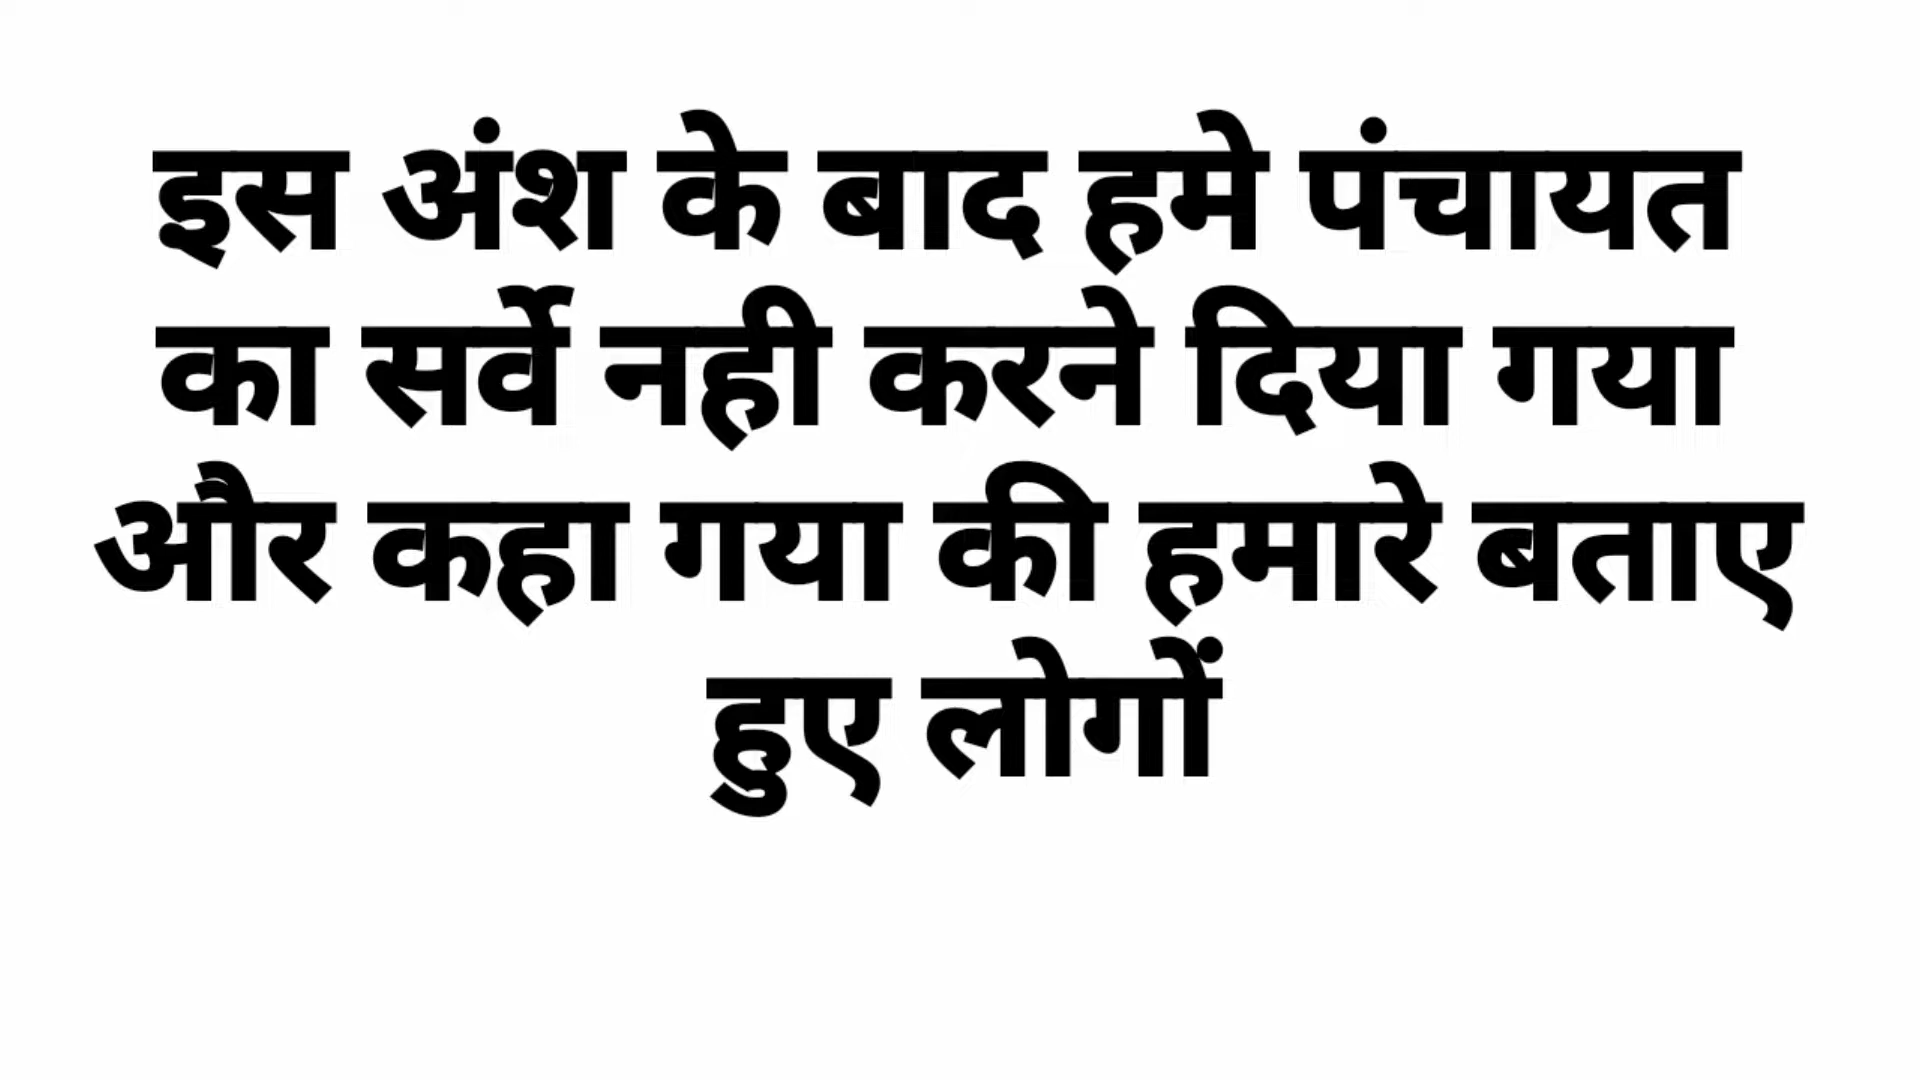 इस अंश के बाद हमे पंचायत
का सर्वे नही करने दिया गया
और कहा गया की हमारे बताए
हुए लोगों